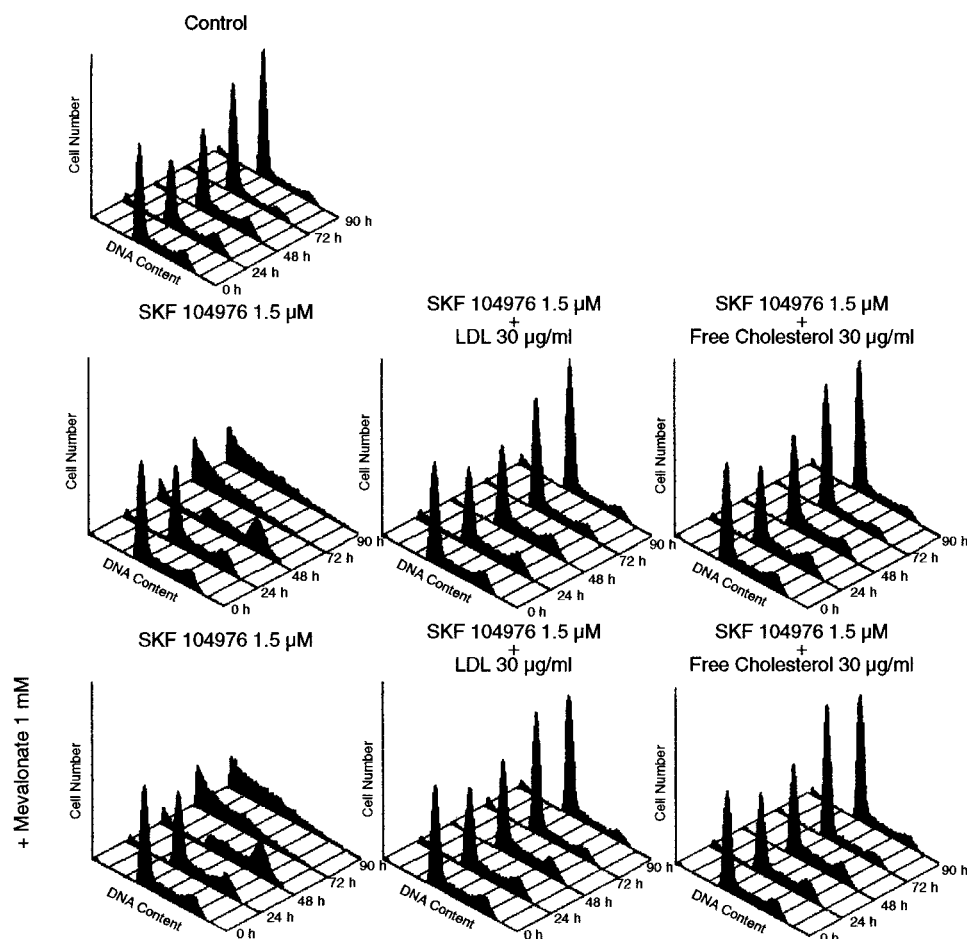 Control
Cell Number
DNA Content
0 h
24 h
48 h
72 h
90 h
SKF 104976 1.5 µM
Cell Number
DNA Content
0 h
24 h
48 h
72 h
90 h
SKF 104976 1.5 µM
+
LDL 30 µg/ml
Cell Number
DNA Content
0 h
24 h
48 h
72 h
90 h
SKF 104976 1.5 µM
+
Free Cholesterol 30 µg/ml
Cell Number
DNA Content
0 h
24 h
48 h
72 h
90 h
+ Mevalonate 1 mM
SKF 104976 1.5 µM
Cell Number
DNA Content
0 h
24 h
48 h
72 h
90 h
SKF 104976 1.5 µM
+
LDL 30 µg/ml
Cell Number
DNA Content
0 h
24 h
48 h
72 h
90 h
SKF 104976 1.5 µM
+
Free Cholesterol 30 µg/ml
Cell Number
DNA Content
0 h
24 h
48 h
72 h
90 h